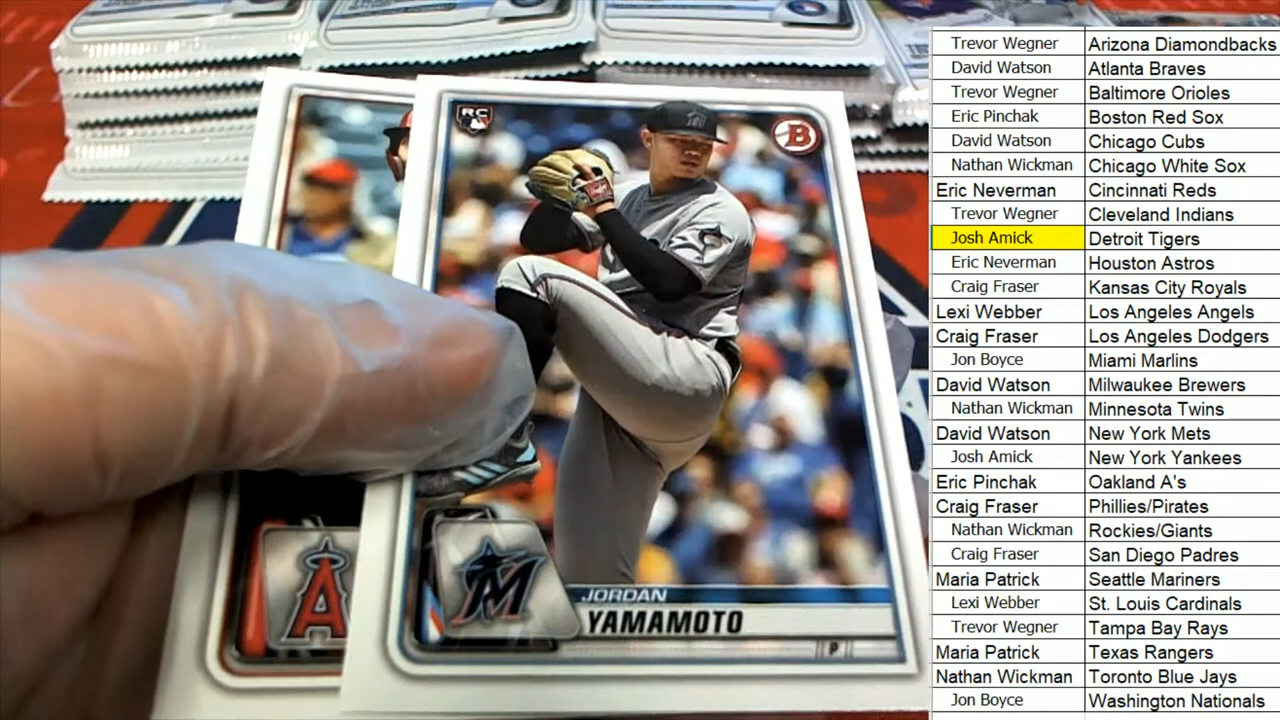 RC
B
M
A
JORDAN
YAMAMOTO
P
Trevor Wegner Arizona Diamondbacks
David Watson Atlanta Braves
Trevor Wegner Baltimore Orioles
Eric Pinchak Boston Red Sox
David Watson Chicago Cubs
Nathan Wickman Chicago White Sox
Eric Neverman Cincinnati Reds
Trevor Wegner Cleveland Indians
Josh Amick Detroit Tigers
Eric Neverman Houston Astros
Craig Fraser Kansas City Royals
Lexi Webber Los Angeles Angels
Craig Fraser Los Angeles Dodgers
Jon Boyce Miami Marlins
David Watson Milwaukee Brewers
Nathan Wickman Minnesota Twins
David Watson New York Mets
Josh Amick New York Yankees
Eric Pinchak Oakland A's
Craig Fraser Phillies/Pirates
Nathan Wickman Rockies/Giants
Craig Fraser San Diego Padres
Maria Patrick Seattle Mariners
Lexi Webber St. Louis Cardinals
Trevor Wegner Tampa Bay Rays
Maria Patrick Texas Rangers
Nathan Wickman Toronto Blue Jays
Jon Boyce Washington Nationals